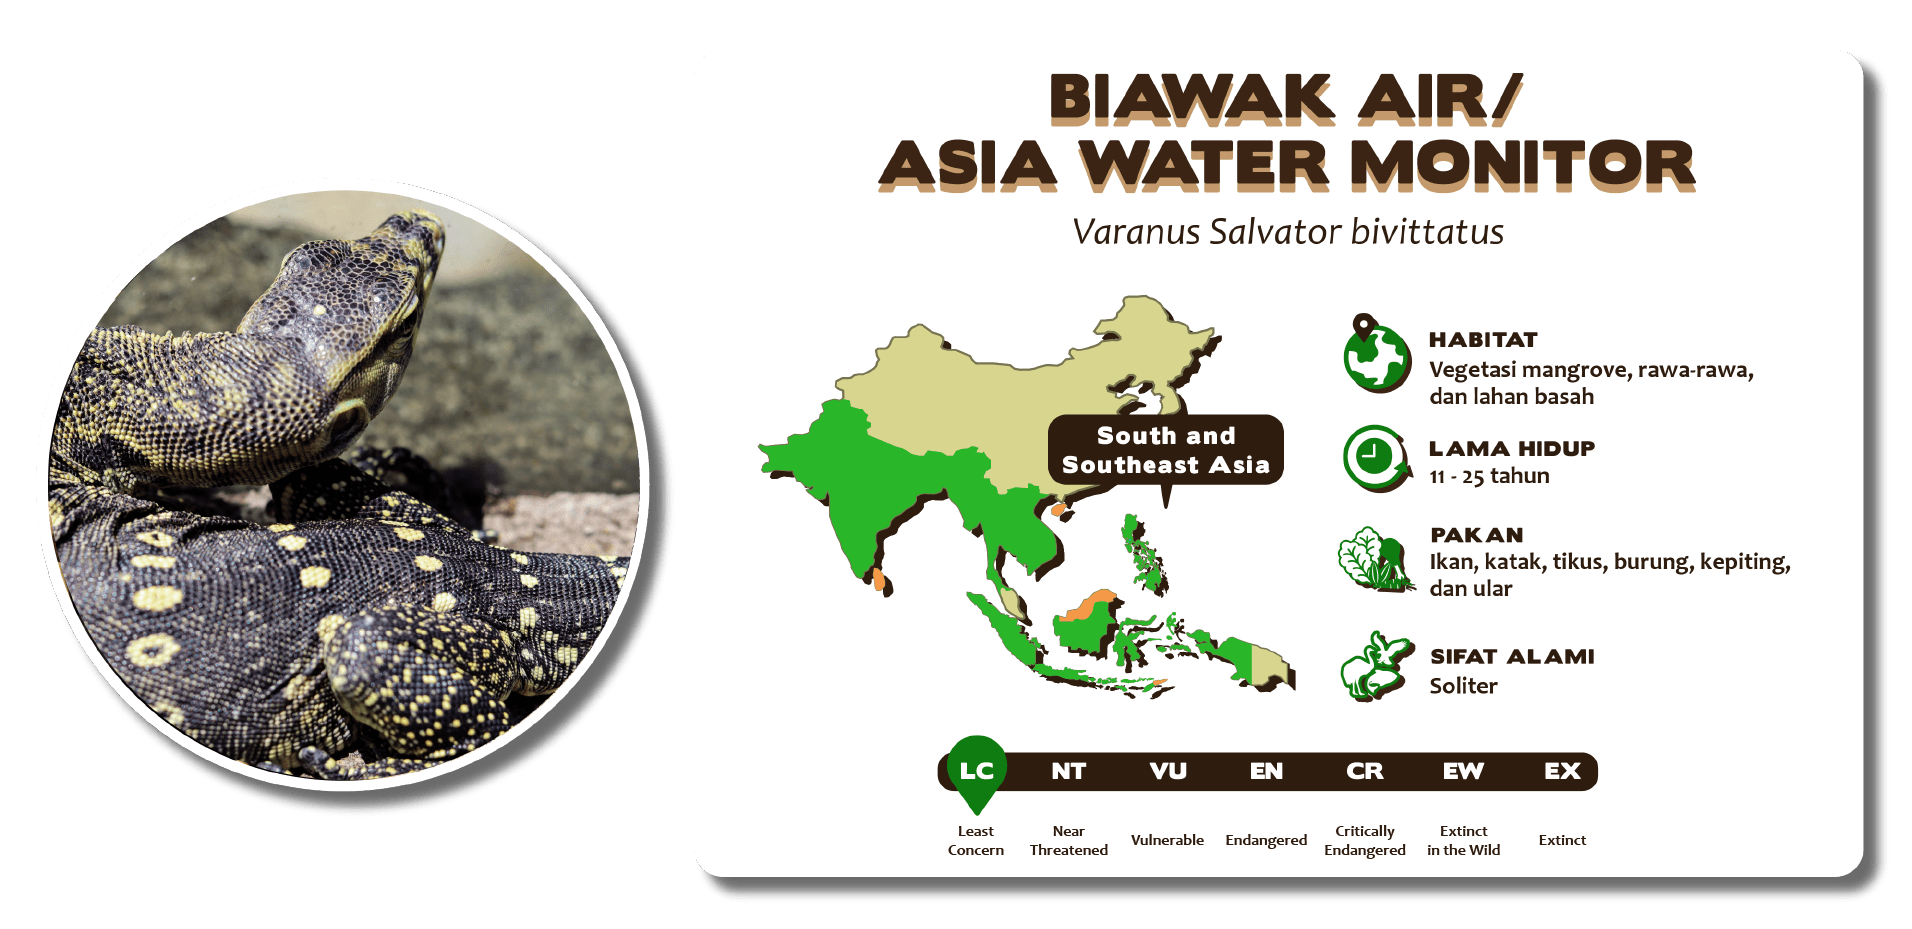 BIAWAK AIR/
ASIA WATER MONITOR
Varanus Salvator bivittatus
South and
Southeast Asia
HABITAT
Vegetasi mangrove, rawa-rawa,
dan lahan basah
LAMA HIDUP
11 - 25 tahun
PAKAN
Ikan, katak, tikus, burung, kepiting,
dan ular
SIFAT ALAMI
Soliter
LC NT VU EN CR EW EX
Least
Concern
Near
Threatened
Vulnerable
Endangered
Critically
Endangered
Extinct
in the Wild
Extinct